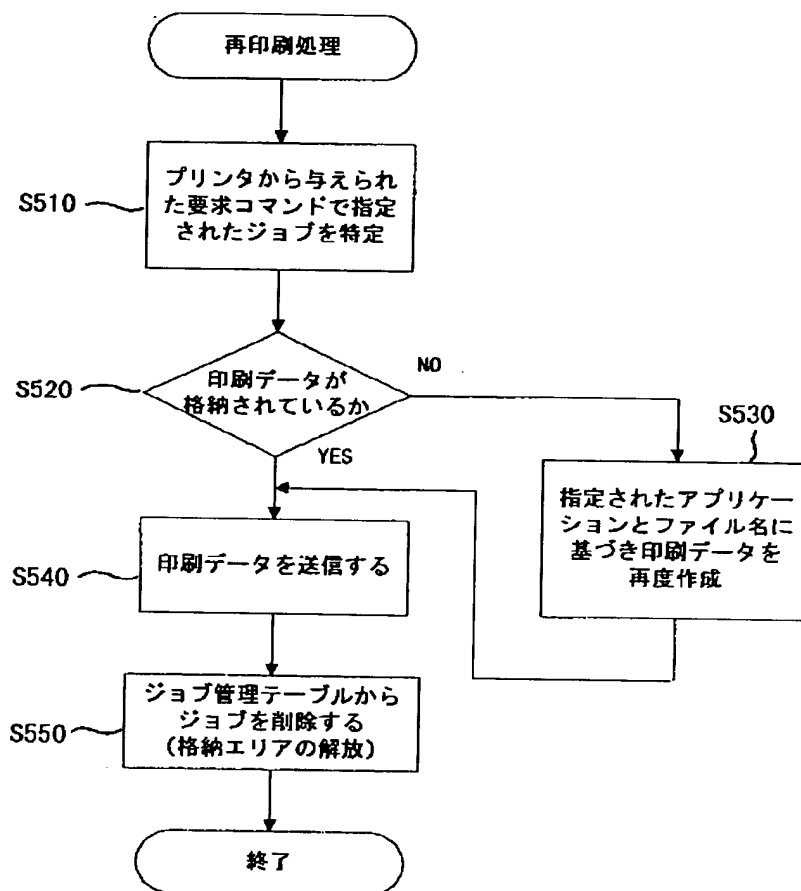 再印刷処理
S510
プリンタから与えられ
た要求コマンドで指定
されたジョブを特定
S520
印刷データが
格納されているか
NO
YES
S530
指定されたアプリケー
ションとファイル名に
基づき印刷データを
再度作成
S540
印刷データを送信する
S550
ジョブ管理テーブルから
ジョブを削除する
(格納エリアの解放)
終了